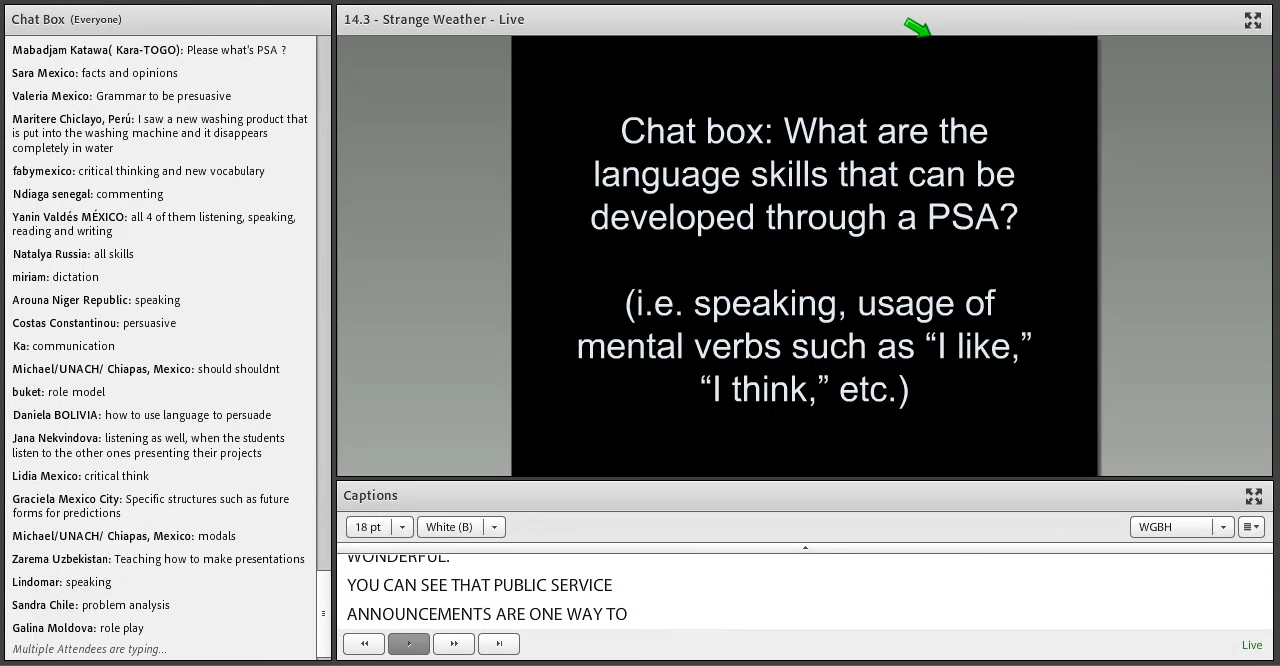 Chat Box (Everyone)
Mabadjam Katawa( Kara-TOGO): Please what's PSA ?
Sara Mexico: facts and opinions
Valeria Mexico: Grammar to be presuasive
Maritere Chiclayo, Perú: I saw a new washing product that
is put into the washing machine and it disappears
completely in water
fabymexico: critical thinking and new vocabulary
Ndiaga senegal: commenting
Yanin Valdés MÉXICO: all 4 of them listening, speaking,
reading and writing
Natalya Russia: all skills
miriam: dictation
Arouna Niger Republic: speaking
Costas Constantinou: persuasive
Ka: communication
Michael/UNACH/ Chiapas, Mexico: should shouldnt
buket: role model
Daniela BOLIVIA: how to use language to persuade
Jana Nekvindova: listening as well, when the students
listen to the other ones presenting their projects
Lidia Mexico: critical think
Graciela Mexico City: Specific structures such as future
forms for predictions
Michael/UNACH/ Chiapas, Mexico: modals
Zarema Uzbekistan: Teaching how to make presentations
Lindomar: speaking
Sandra Chile: problem analysis
Galina Moldova: role play
Multiple Attendees are typing...
14.3 - Strange Weather - Live
Chat box: What are the
language skills that can be
developed through a PSA?
(i.e. speaking, usage of
mental verbs such as “I like,”
“I think,” etc.)
Captions
18 pt
White (B)
WGBH
WONDERFUL.
YOU CAN SEE THAT PUBLIC SERVICE
ANNOUNCEMENTS ARE ONE WAY TO
Live